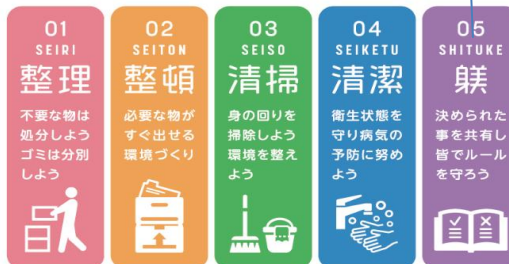 01
SEIRI
整理
不要な物は
処分しよう
ゴミは分別
しよう
02
SEITON
整頓
必要な物が
すぐ出せる
環境づくり
03
SEISO
清掃
身の回りを
掃除しよう
環境を整え
よう
04
SEIKETU
清潔
衛生状態を
守り病気の
予防に努め
よう
05
SHITUKE
躾
決められた
事を共有し
皆でルール
を守ろう